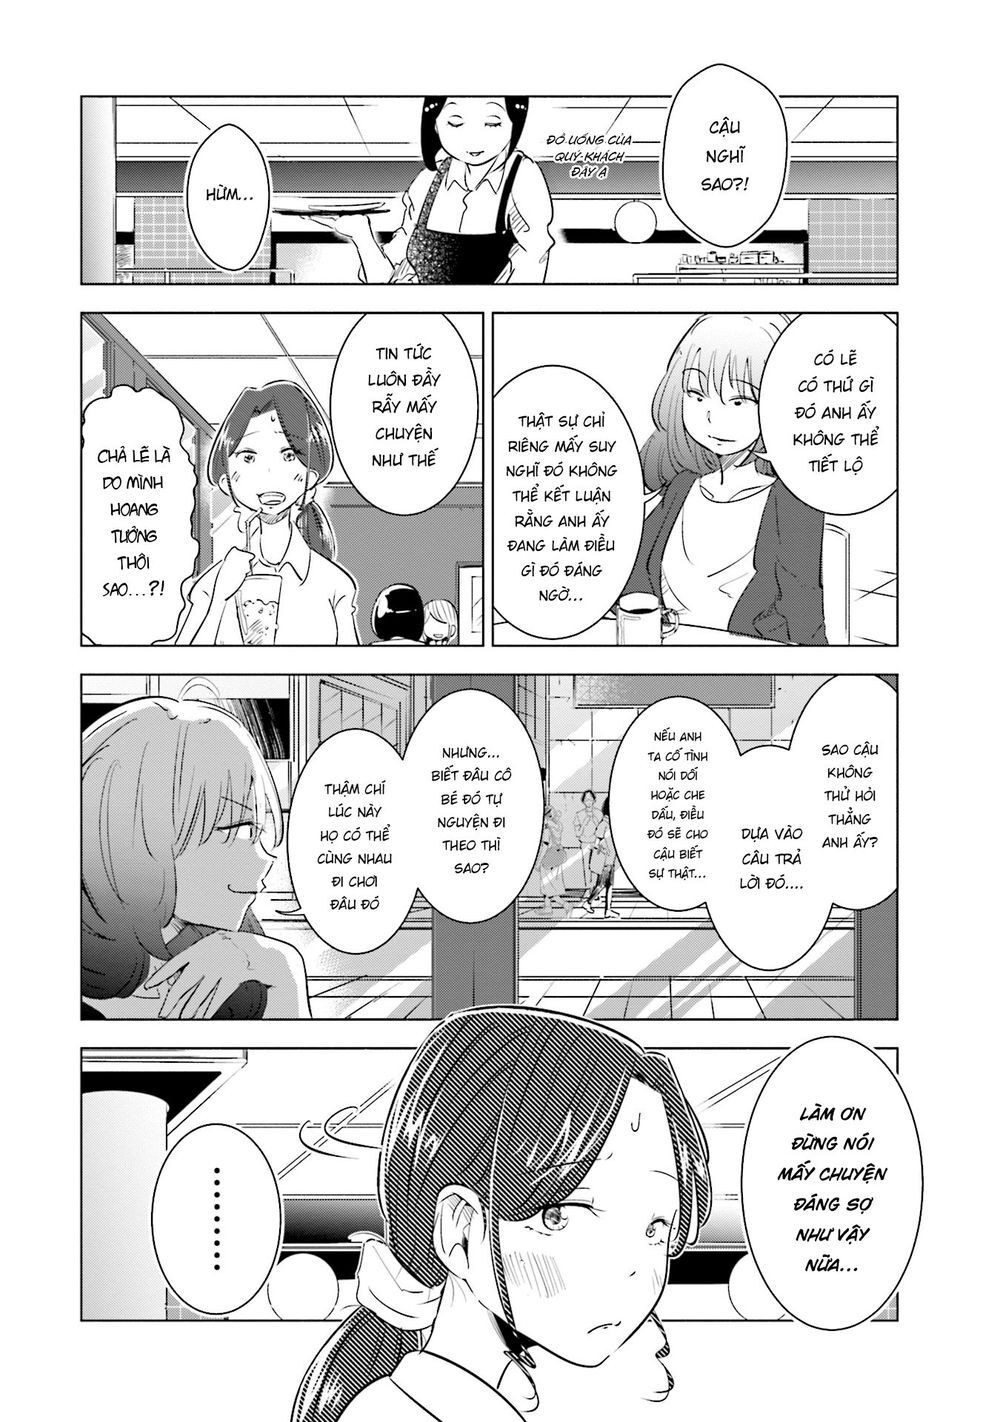 CẬU
NGHĨ
SAO?!
ĐỒ UỐNG CỦA
QUÝ KHÁCH
ĐÂY Ạ
HỪM...
CÓ LẼ
CÓ THỨ GÌ
ĐÓ ANH ẤY
KHÔNG THỂ
TIẾT LỘ
THẬT SỰ CHỈ
RIÊNG MẤY SUY
NGHĨ ĐÓ KHÔNG
THỂ KẾT LUẬN
RẰNG ANH ẤY
ĐANG LÀM ĐIỀU
GÌ ĐÓ ĐÁNG
NGỜ...
TIN TỨC
LUÔN ĐẦY
RẪY MẤY
CHUYỆN
NHƯ THẾ
CHẢ LẼ LÀ
DO MÌNH
HOANG
TƯỞNG
THÔI
SAO...?!
SAO CẬU
KHÔNG
THỬ HỎI
THẲNG
ANH ẤY?
DỰA VÀO
CÂU TRẢ
LỜI ĐÓ....
NẾU ANH
TA CỐ TÌNH
NÓI DỐI
HOẶC CHE
DẤU, ĐIỀU
ĐÓ SẼ CHO
CẬU BIẾT
SỰ THẬT...
NHƯNG...
BIẾT ĐÂU CÔ
BÉ ĐÓ TỰ
NGUYỆN ĐI
THEO THÌ
SAO?
THẬM CHÍ
LÚC NÀY
HỌ CÓ THỂ
CÙNG NHAU
ĐI CHƠI
ĐÂU ĐÓ
LÀM ƠN
ĐỪNG NÓI
MẤY CHUYỆN
ĐÁNG SỢ
NHƯ VẬY
NỮA...
........